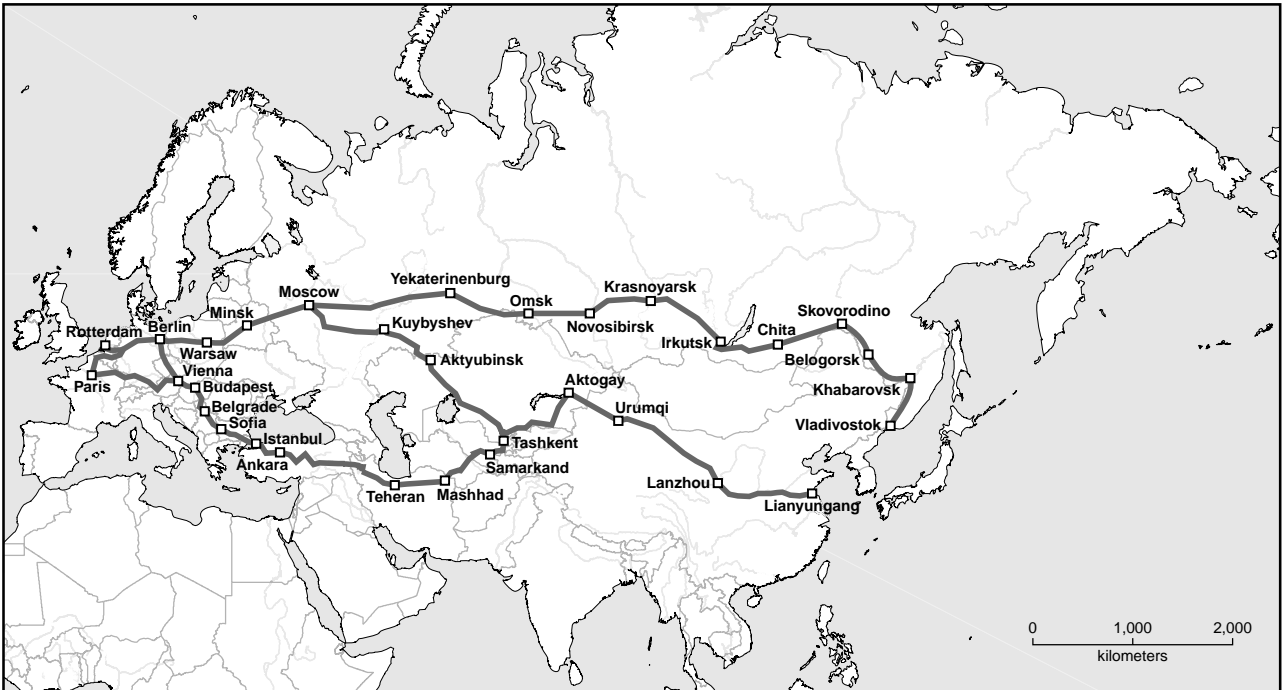 Yekaterinenburg
Krasnoyarsk
Moscow
Omsk
Skovorodino
Minsk
Kuybyshev
Novosibirsk
Chita
Rotterdam
Berlin
Irkutsk
Warsaw
Aktyubinsk
Belogorsk
Vienna
Paris
Budapest
Aktogay
Khabarovsk
Belgrade
Urumqi
Sofia
Vladivostok
Istanbul
Tashkent
Ankara
Samarkand
Lanzhou
Teheran
Mashhad
Lianyungang
0 1,000 2,000
kilometers